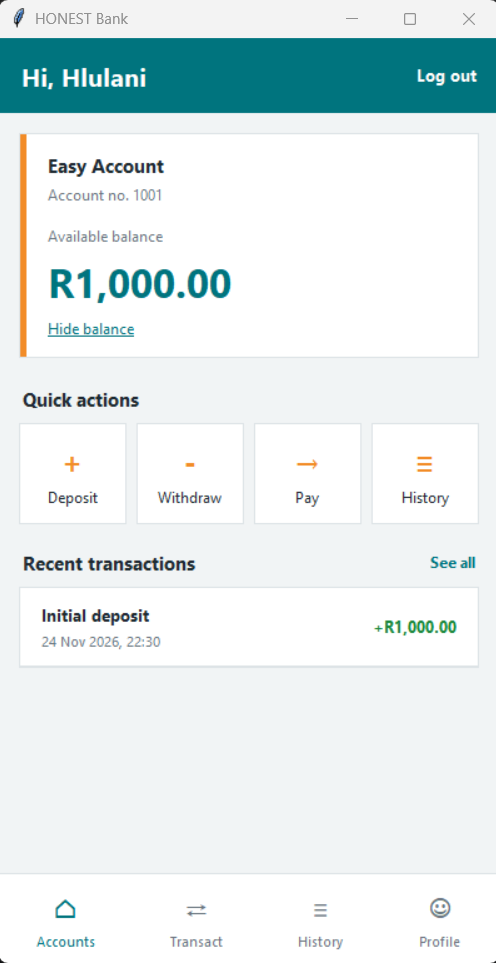 HONEST Bank
Hi, Hlulani
Log out
Easy Account
Account no. 1001
Available balance
R1,000.00
Hide balance
Quick actions
+
Deposit
-
Withdraw
→
Pay
☰
History
Recent transactions
See all
Initial deposit
24 Nov 2026, 22:30
+R1,000.00
Accounts
Transact
History
Profile